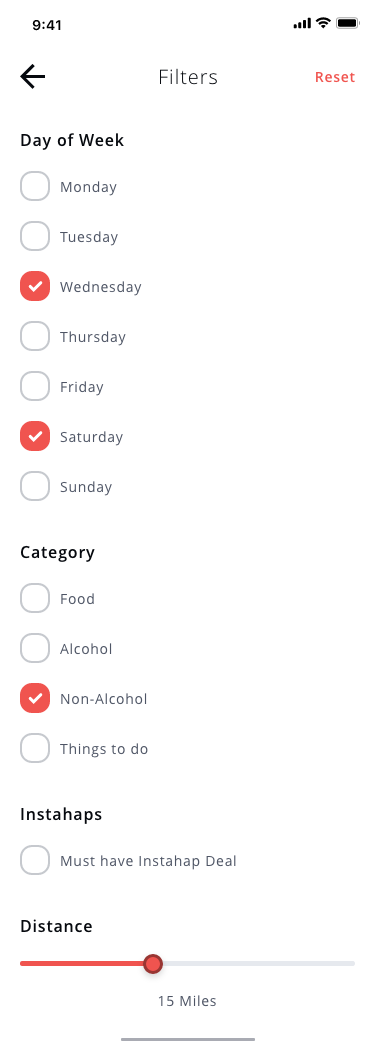 9:41
Filters
Reset
Day of Week
Monday
Tuesday
Wednesday
Thursday
Friday
Saturday
Sunday
Category
Food
Alcohol
Non-Alcohol
Things to do
Instahaps
Must have Instahap Deal
Distance
15 Miles